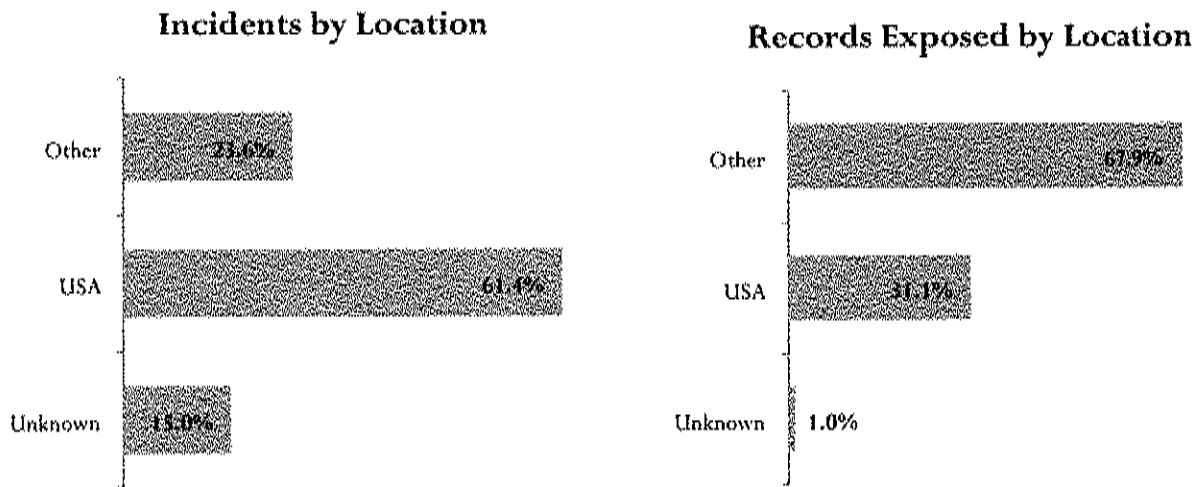 Incidents by Location
Other
23.6%
USA
61.4%
Unknown
15.0%
Records Exposed by Location
Other
67.9%
USA
31.1%
Unknown
1.0%